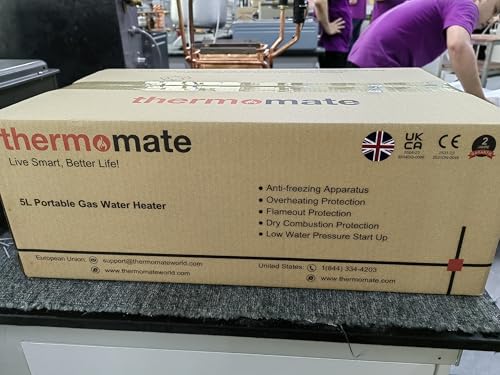 thermomate
thermomate
Live Smart, Better Life!
UK
CA
CE
2
5L Portable Gas Water Heater
• Anti-freezing Apparatus
• Overheating Protection
• Flameout Protection
• Dry Combustion Protection
• Low Water Pressure Start Up
European Union: support@thermomateworld.com
www.thermomateworld.com
United States: 1(844) 334-4203
www.thermomate.com